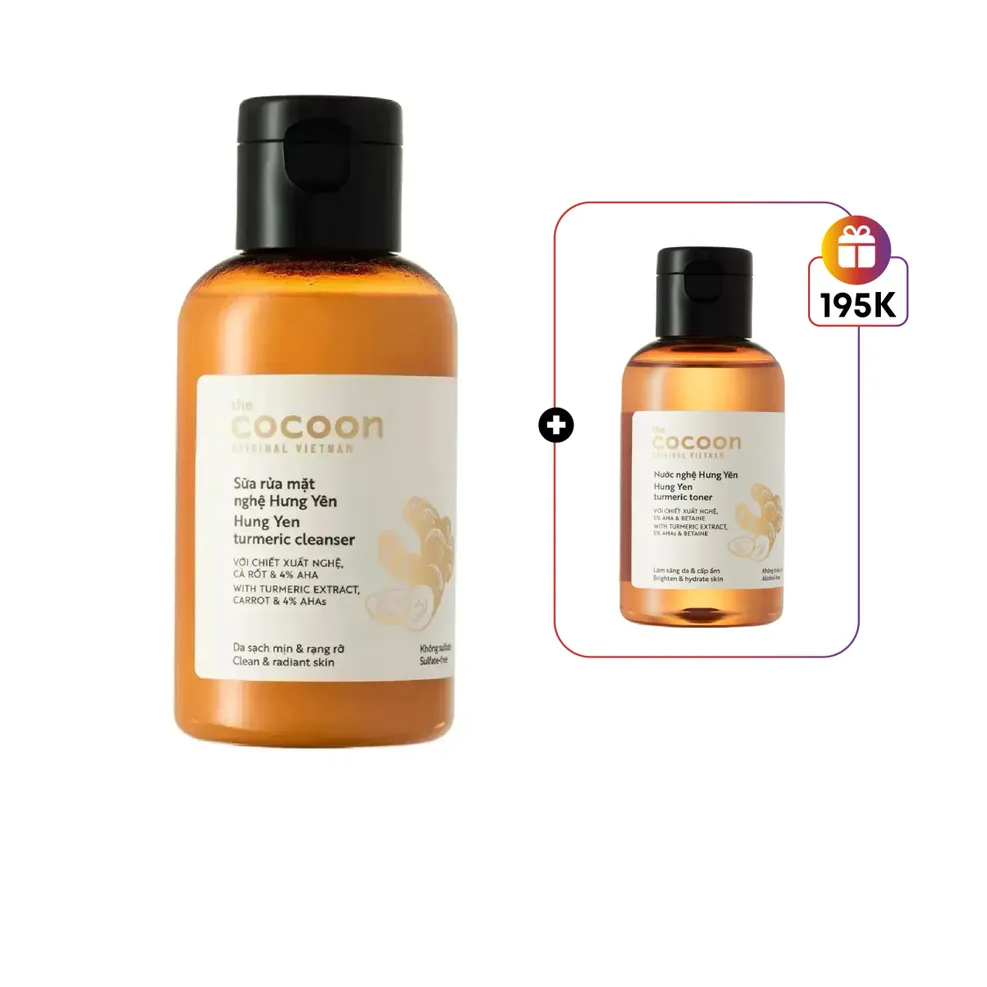 the
cocoon
ORIGINAL VIETNAM
Sữa rửa mặt
nghệ Hưng Yên
Hung Yen
turmeric cleanser
VỚI CHIẾT XUẤT NGHỆ,
CÀ RỐT & 4% AHA
WITH TURMERIC EXTRACT,
CARROT & 4% AHAs
Da sạch mịn & rạng rỡ
Clean & radiant skin
Không sulfate
Sulfate-Free
195K
the
cocoon
ORIGINAL VIETNAM
Nước nghệ Hưng Yên
Hung Yen
turmeric toner
VỚI CHIẾT XUẤT NGHỆ,
5% AHA & BETAINE
WITH TURMERIC EXTRACT,
5% AHAs & BETAINE
Làm sáng da & cấp ẩm
Brighten & hydrate skin
Không
Alcohol